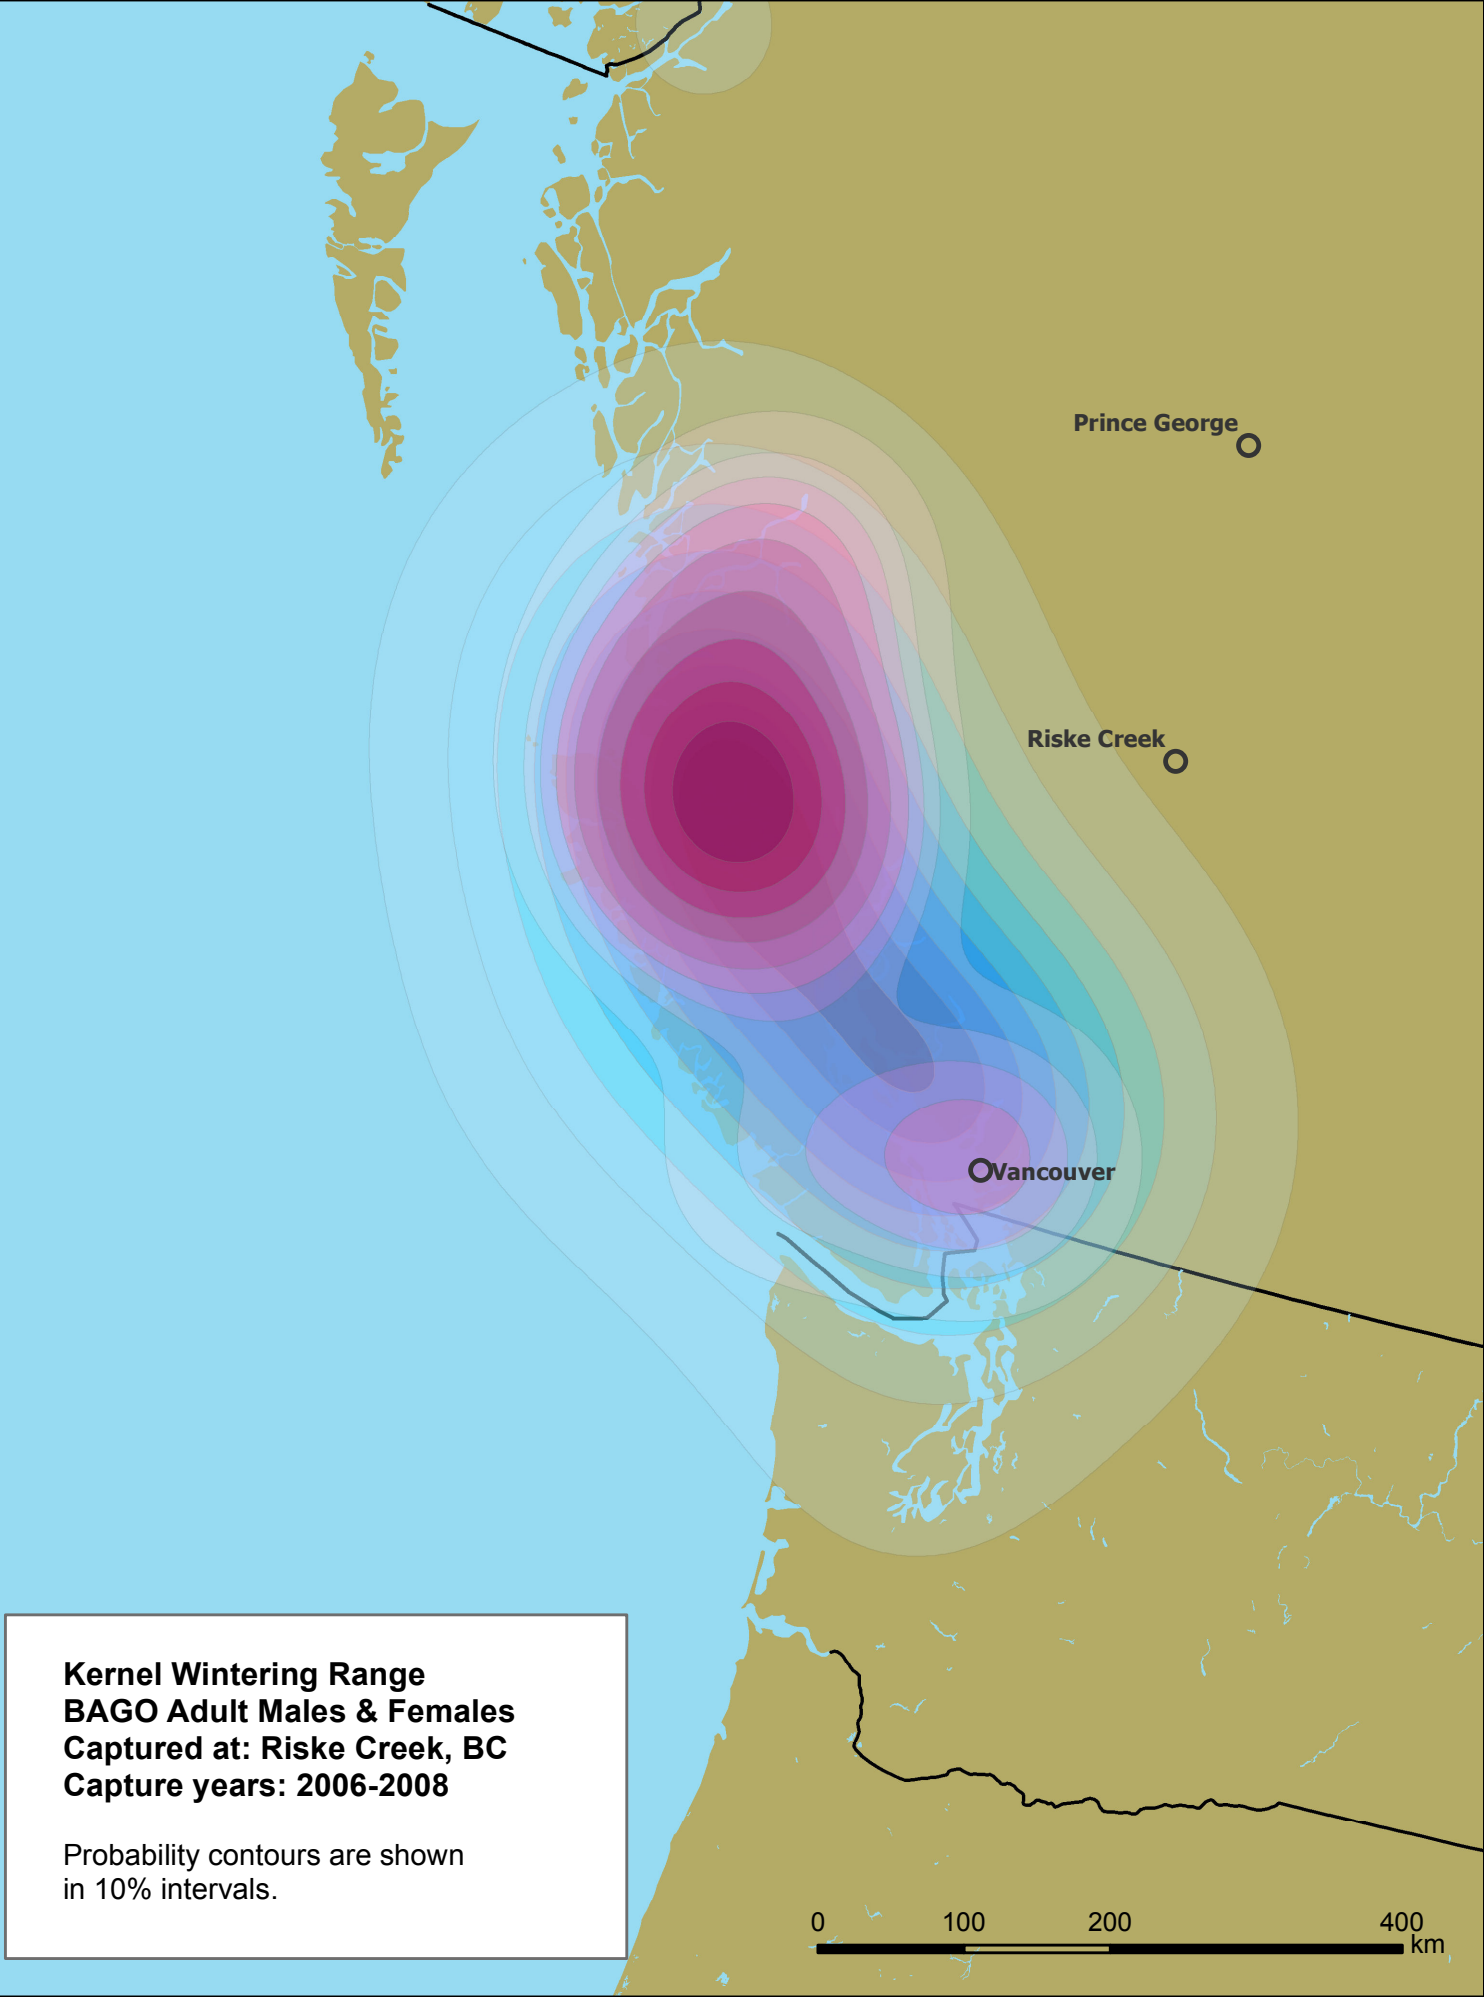 Prince George
Riske Creek
Vancouver
Kernel Wintering Range
BAGO Adult Males & Females
Captured at: Riske Creek, BC
Capture years: 2006-2008
Probability contours are shown
in 10% intervals.
0 100 200 400
km